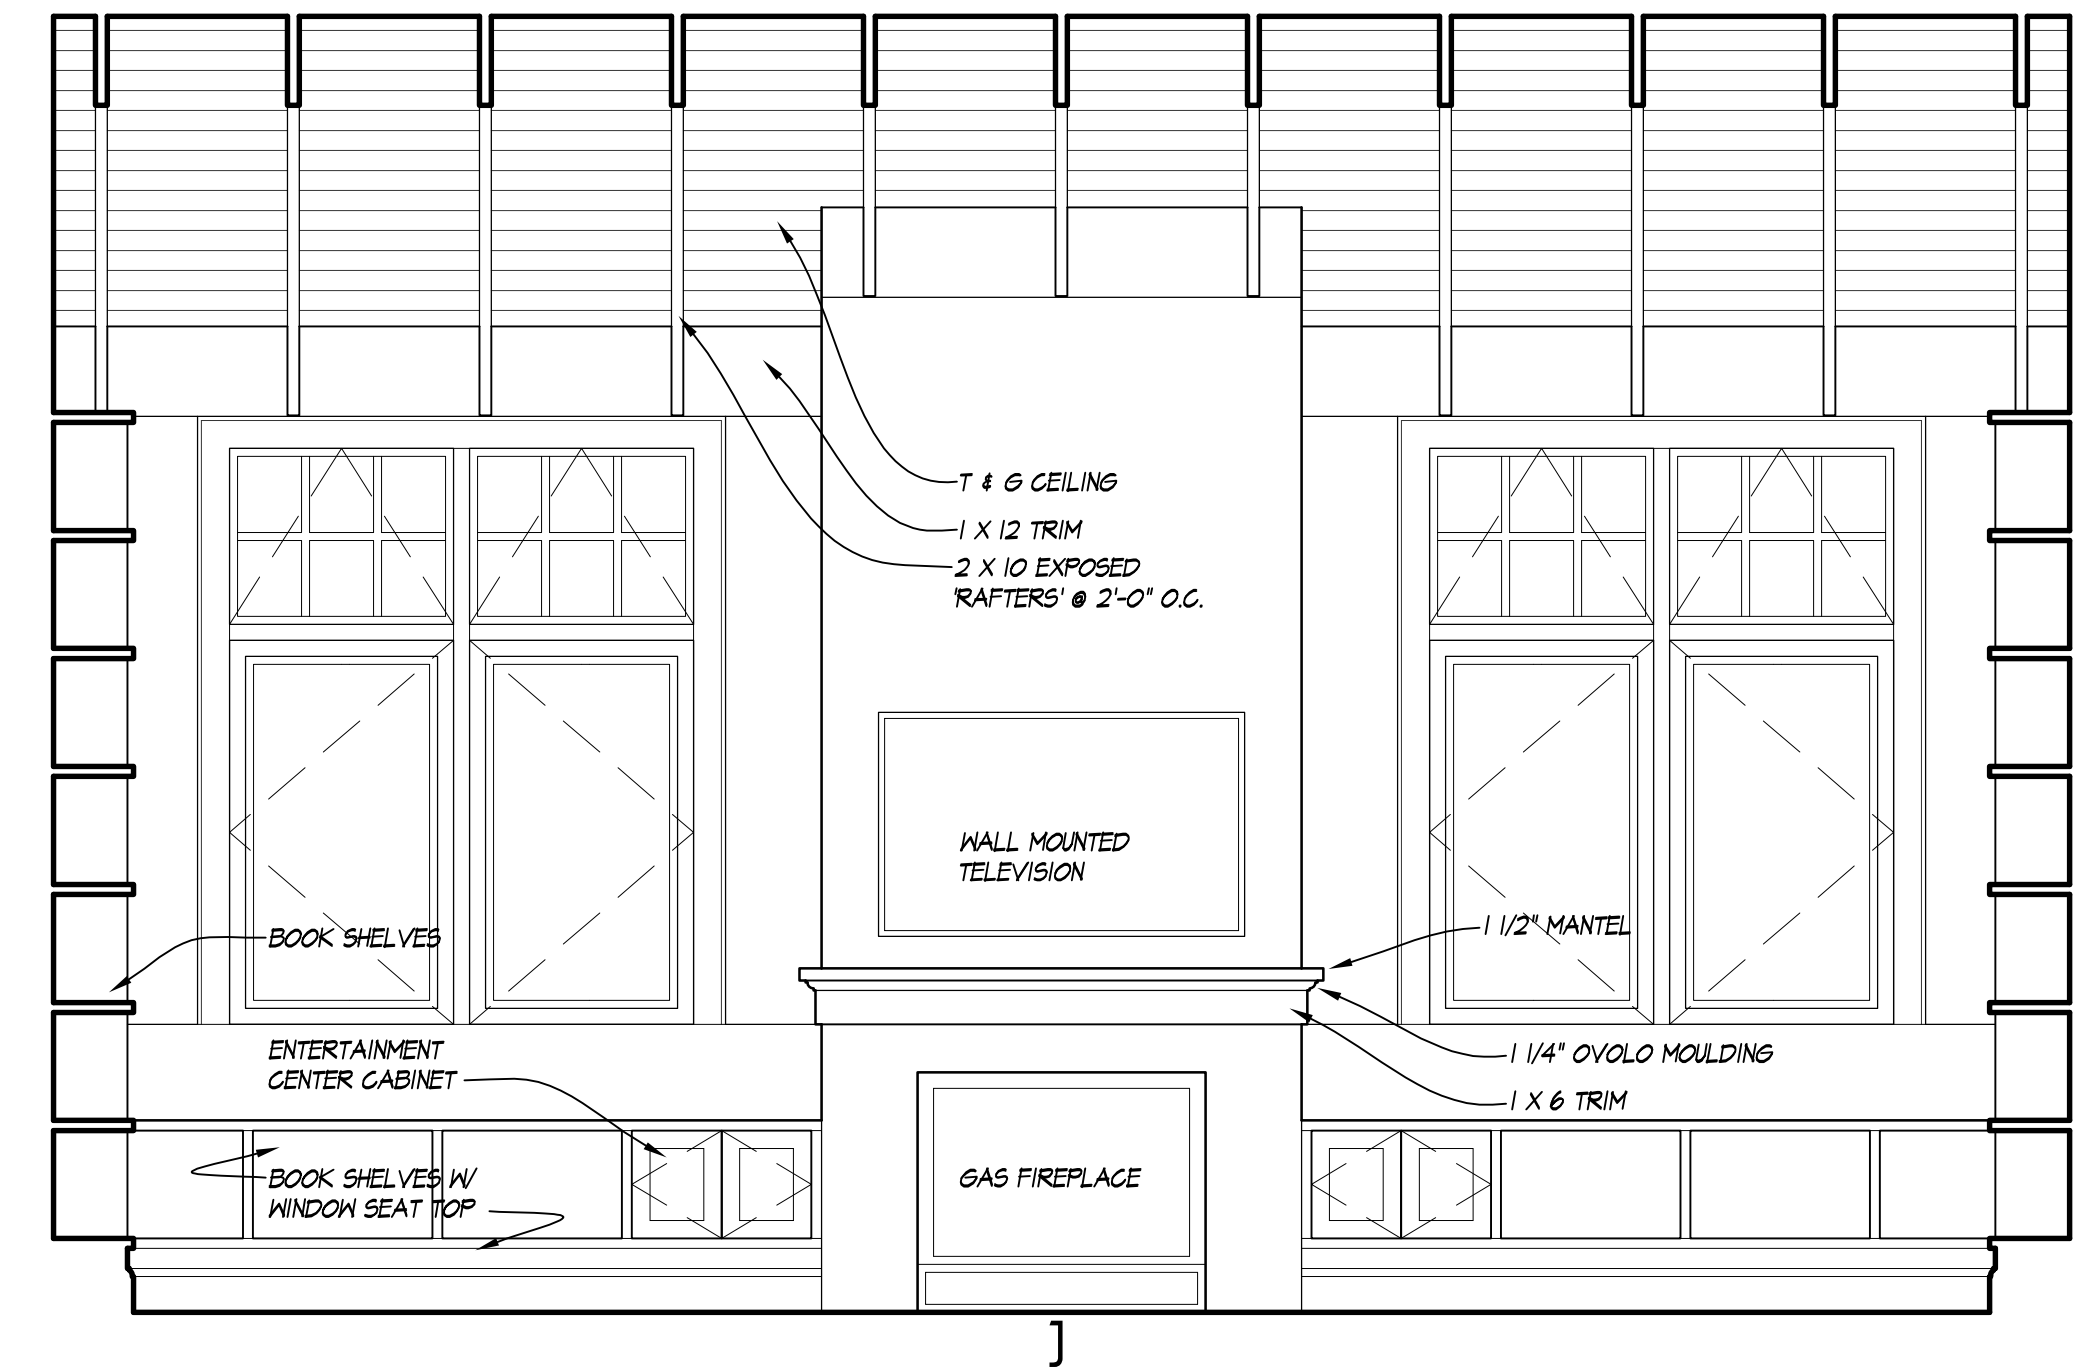 T & G CEILING
1 X 12 TRIM
2 X 10 EXPOSED
'RAFTERS' @ 2'-0" O.C.
WALL MOUNTED
TELEVISION
BOOK SHELVES
1 1/2" MANTEL
ENTERTAINMENT
CENTER CABINET
1 1/4" OVOLO MOULDING
1 X 6 TRIM
BOOK SHELVES W/
WINDOW SEAT TOP
GAS FIREPLACE
J